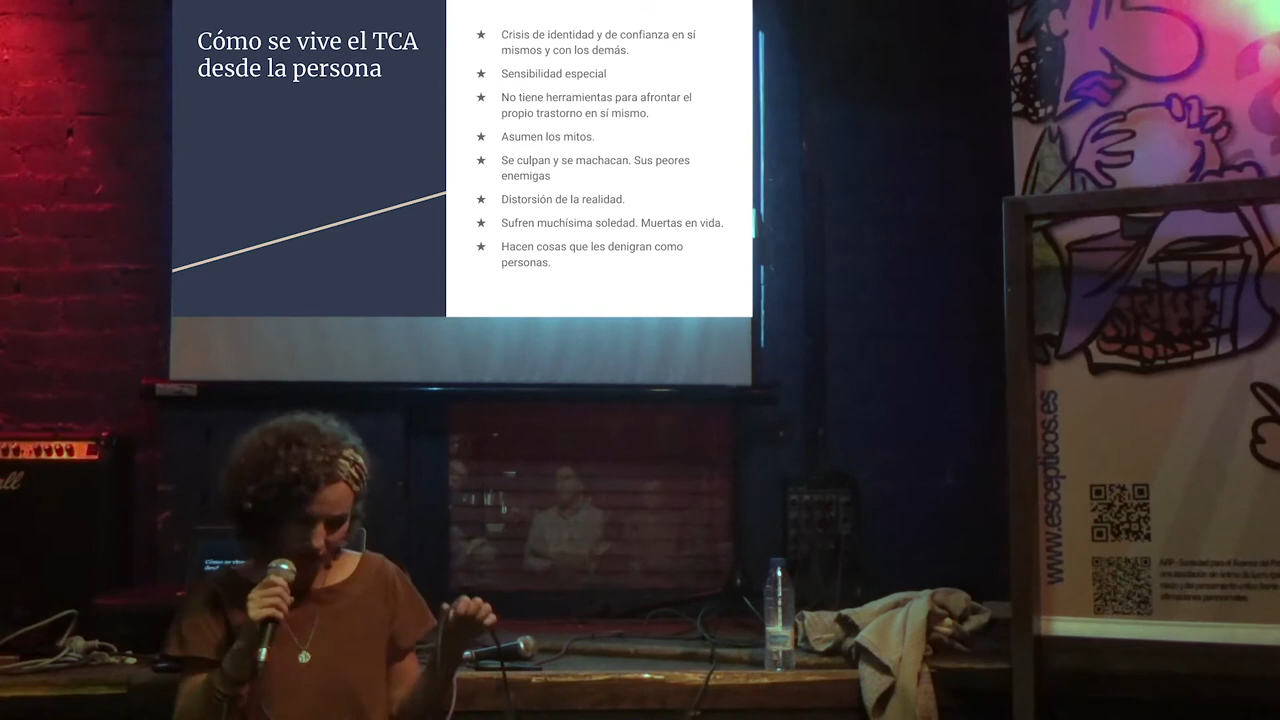 Cómo se vive el TCA
desde la persona
★ Crisis de identidad y de confianza en sí
mismos y con los demás.
★ Sensibilidad especial
★ No tiene herramientas para afrontar el
propio trastorno en sí mismo.
★ Asumen los mitos.
★ Se culpan y se machacan. Sus peores
enemigas
★ Distorsión de la realidad.
★ Sufren muchísima soledad. Muertas en vida.
★ Hacen cosas que les denigran como
personas.
Cómo se vive
www.escepticos.es